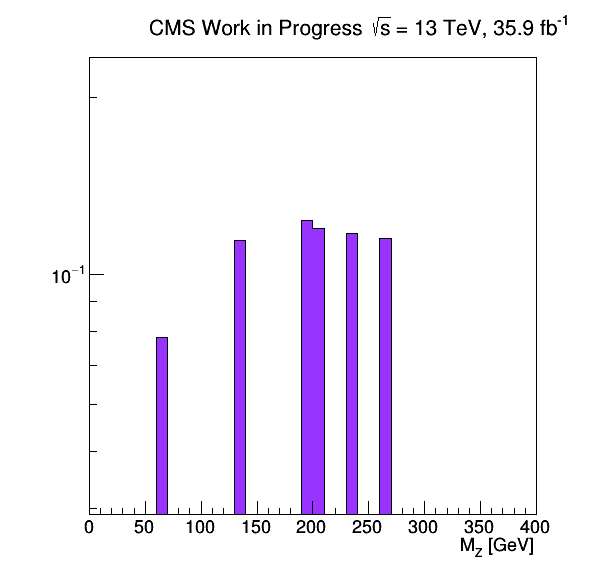 CMS Work in Progress √s = 13 TeV, 35.9 fb⁻¹
10⁻¹
0 50 100 150 200 250 300 350 400
M_Z [GeV]